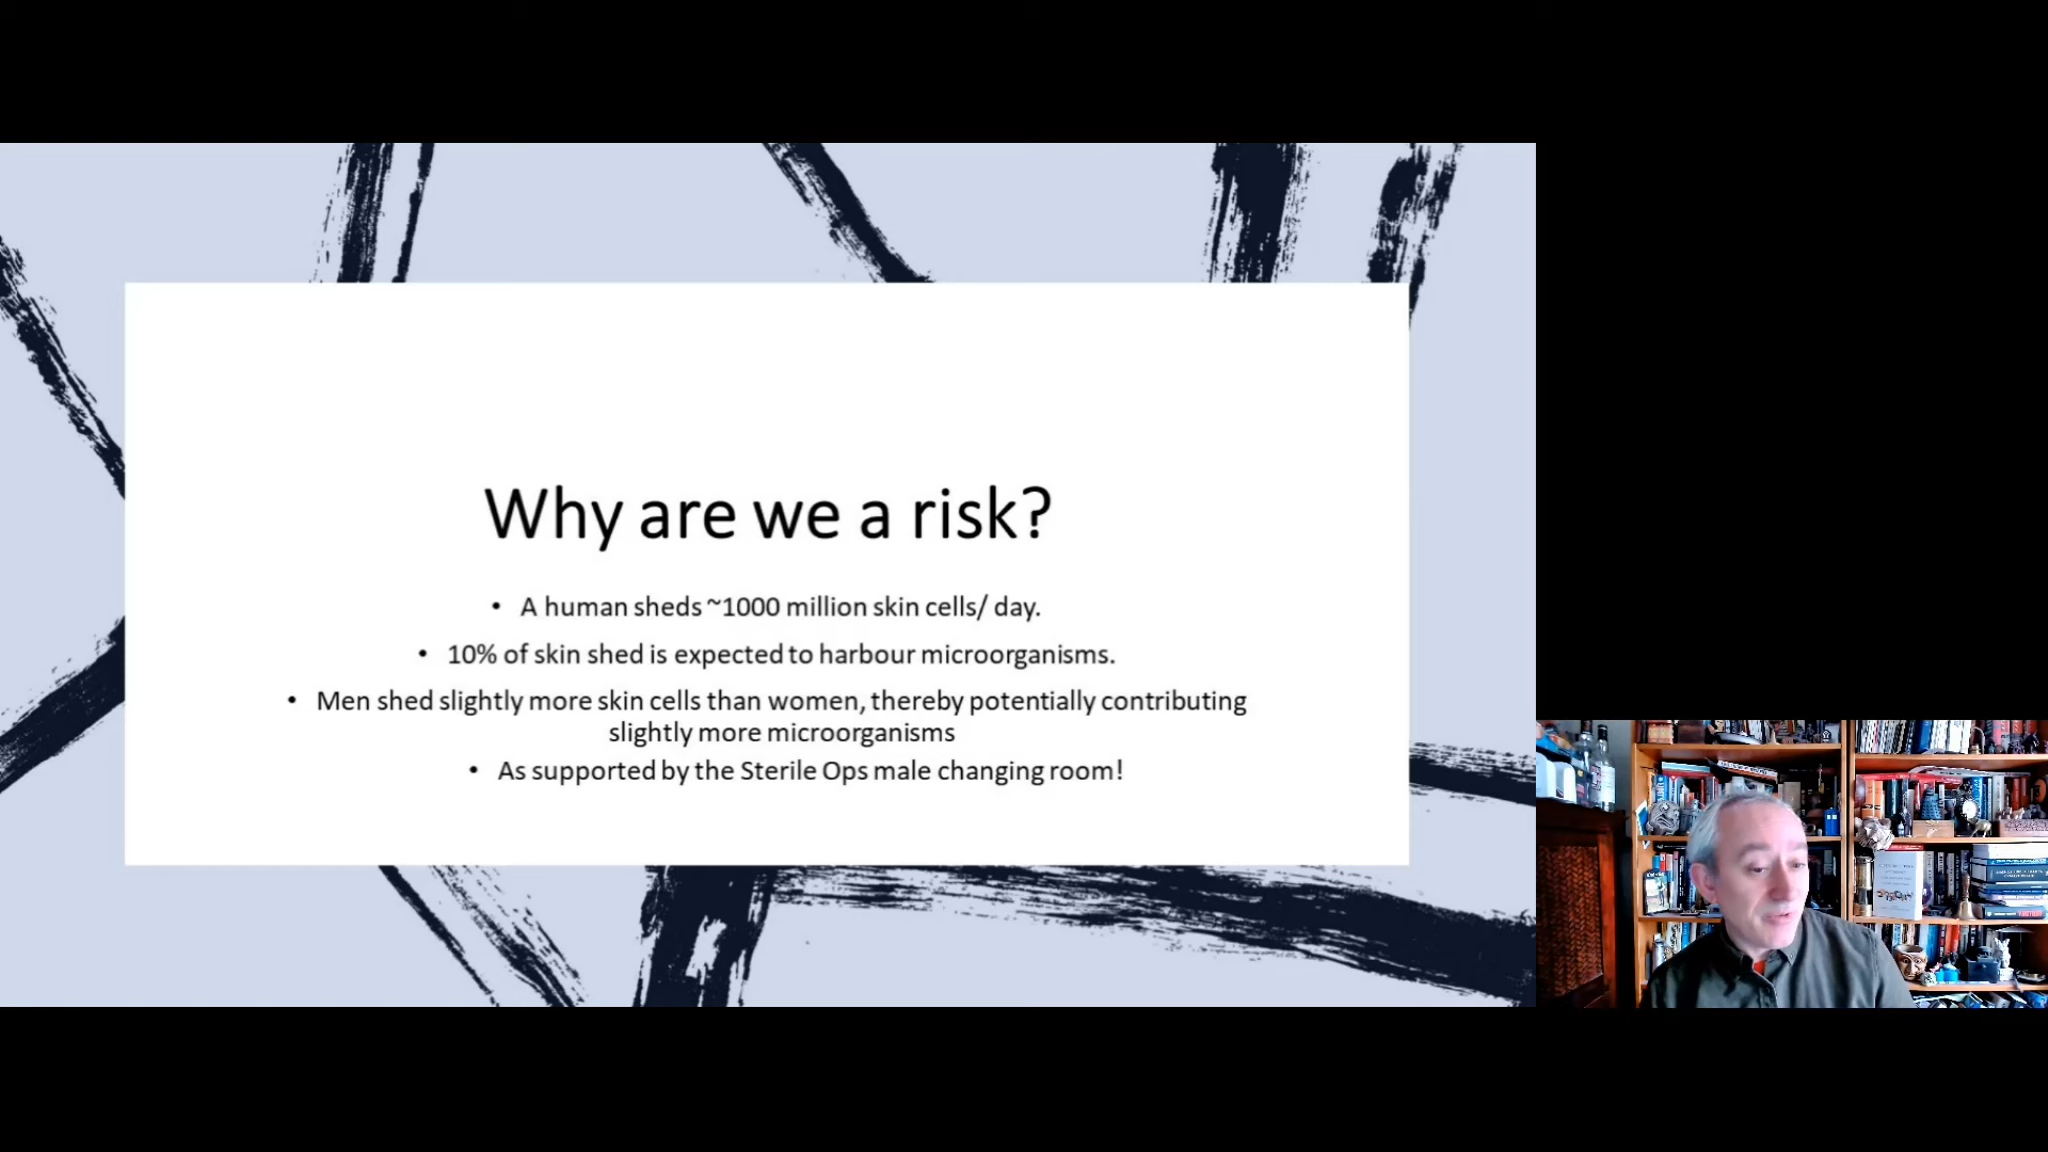 Why are we a risk?
• A human sheds ~1000 million skin cells/ day.
• 10% of skin shed is expected to harbour microorganisms.
• Men shed slightly more skin cells than women, thereby potentially contributing
slightly more microorganisms
• As supported by the Sterile Ops male changing room!